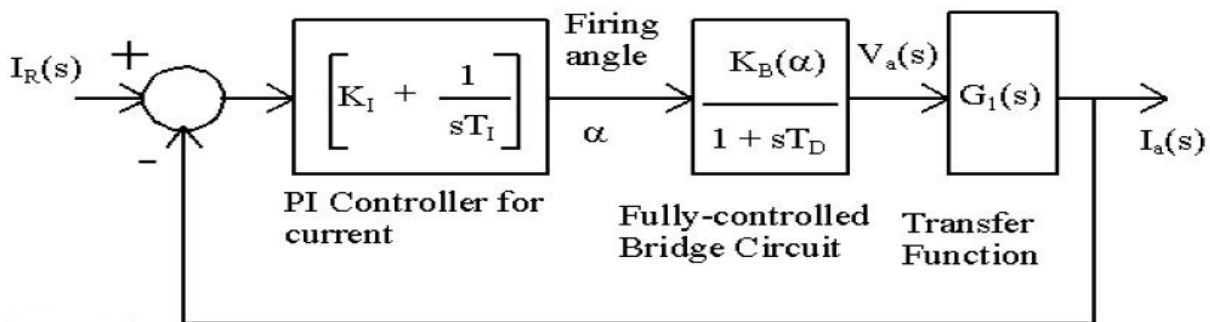 I_R(s)
+
-
[K_I + 1/sT_I]
PI Controller for
current
Firing
angle
α
K_B(α)
1 + sT_D
Fully-controlled
Bridge Circuit
V_a(s)
G_1(s)
Transfer
Function
I_a(s)